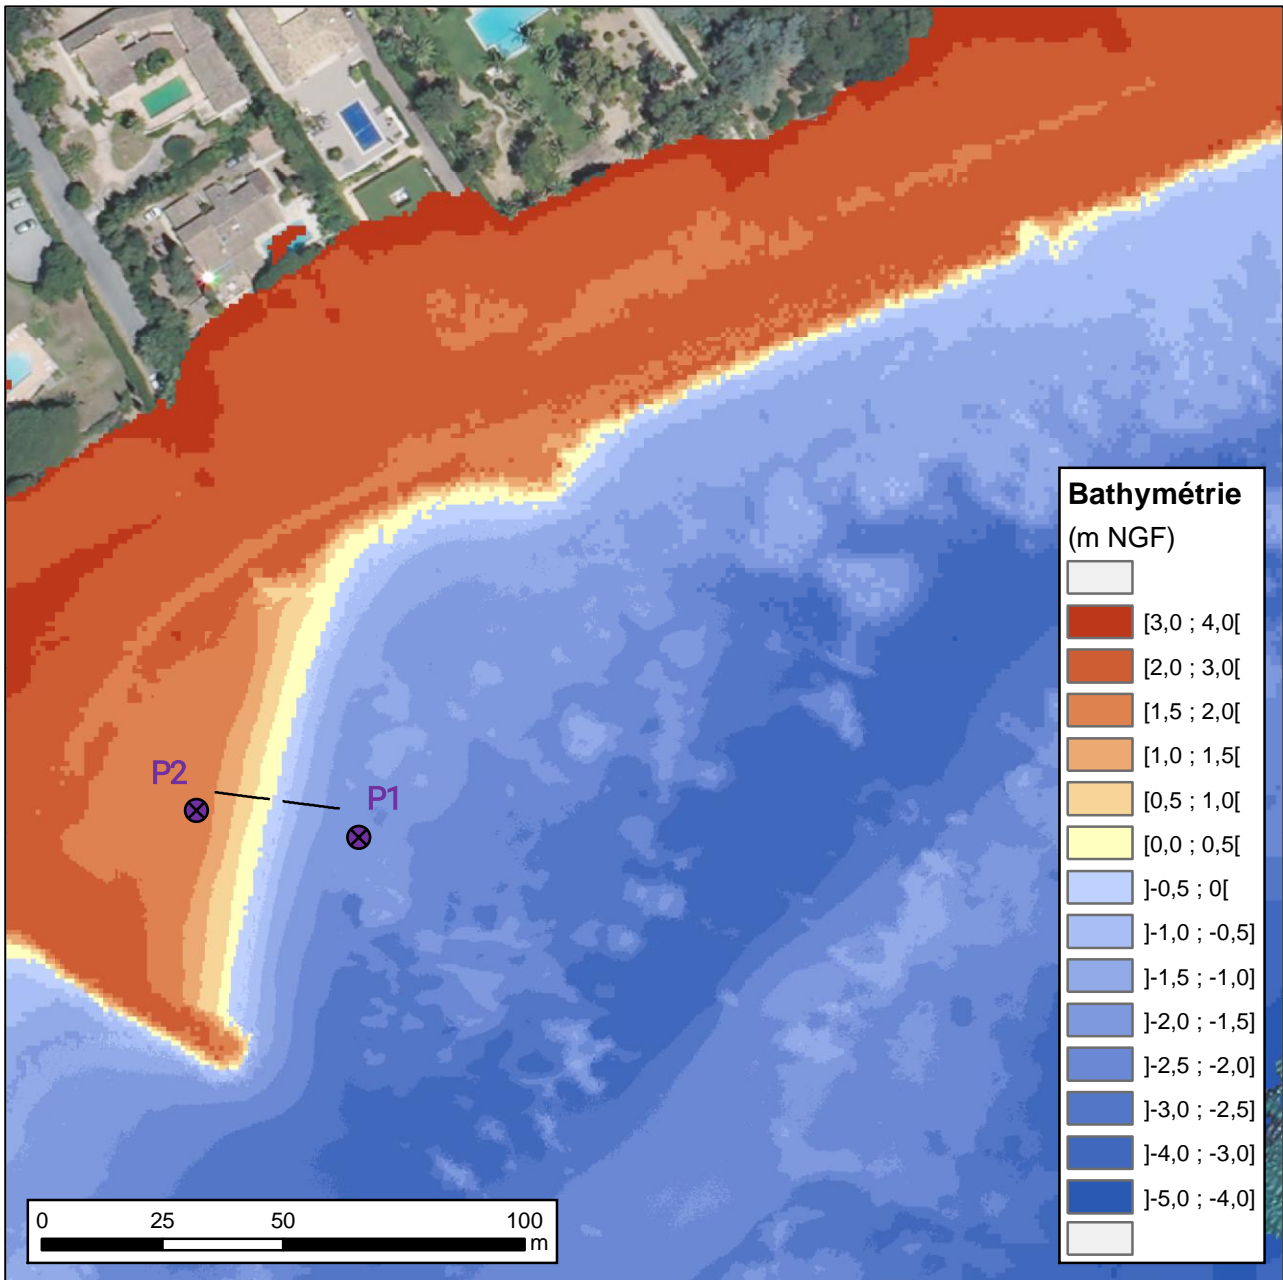 Bathymétrie
(m NGF)
[3,0 ; 4,0[
[2,0 ; 3,0[
[1,5 ; 2,0[
[1,0 ; 1,5[
[0,5 ; 1,0[
[0,0 ; 0,5[
]-0,5 ; 0[
]-1,0 ; -0,5]
]-1,5 ; -1,0]
]-2,0 ; -1,5]
]-2,5 ; -2,0]
]-3,0 ; -2,5]
]-4,0 ; -3,0]
]-5,0 ; -4,0]
P2
P1
0 25 50 100
m